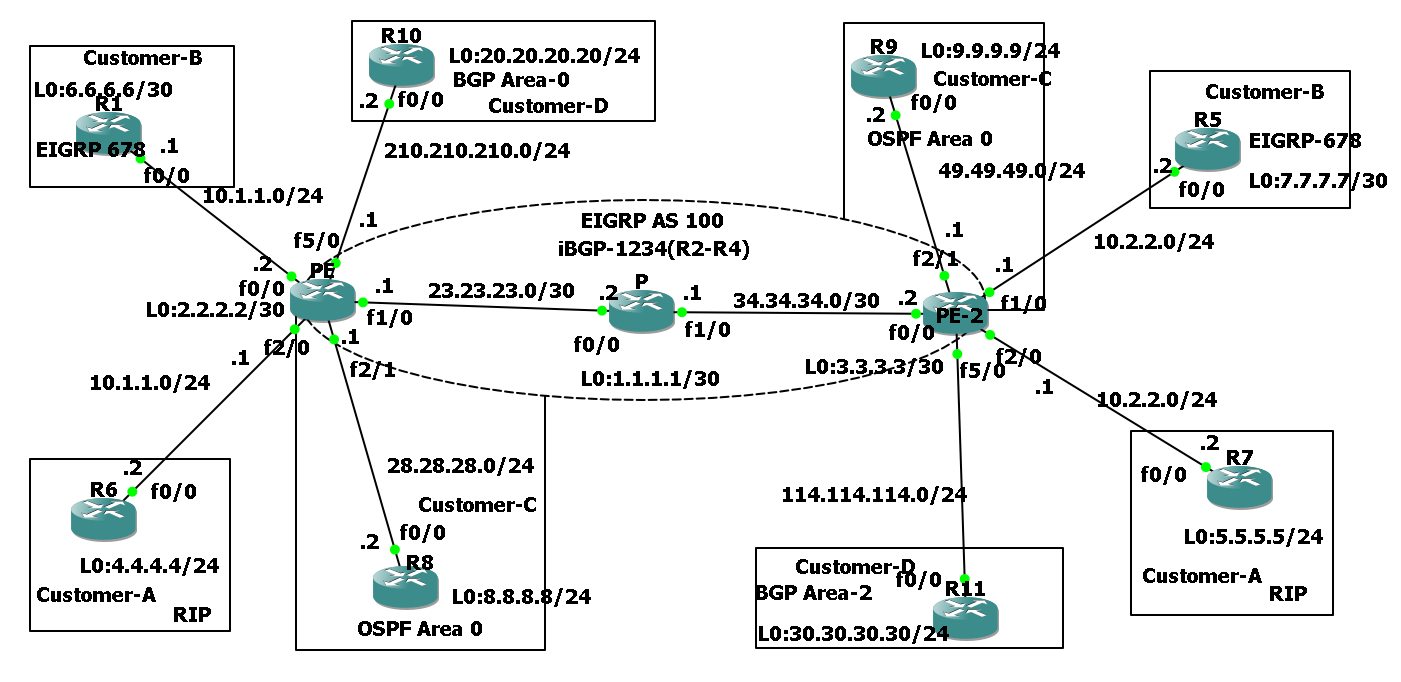 Customer-B
L0:6.6.6.6/30
R1
EIGRP 678
.1
f0/0
10.1.1.0/24
R10
L0:20.20.20.20/24
BGP Area-0
.2
f0/0
Customer-D
210.210.210.0/24
.1
f5/0
R9
L0:9.9.9.9/24
Customer-C
f0/0
.2
OSPF Area 0
49.49.49.0/24
.1
f2/1
Customer-B
R5
EIGRP-678
.2
f0/0
L0:7.7.7.7/30
10.2.2.0/24
.1
f1/0
EIGRP AS 100
iBGP-1234(R2-R4)
.2
PE
f0/0
L0:2.2.2.2/30
.1
f1/0
23.23.23.0/30
.2
P
.1
f0/0
f1/0
34.34.34.0/30
.2
PE-2
f0/0
L0:1.1.1.1/30
L0:3.3.3.3/30
f2/0
.1
.1
f2/1
10.1.1.0/24
f5/0
f2/0
.1
10.2.2.0/24
.2
R6
f0/0
L0:4.4.4.4/24
Customer-A
RIP
28.28.28.0/24
Customer-C
f0/0
.2
R8
L0:8.8.8.8/24
OSPF Area 0
114.114.114.0/24
Customer-D
f0/0
BGP Area-2
R11
L0:30.30.30.30/24
.2
R7
f0/0
L0:5.5.5.5/24
Customer-A
RIP